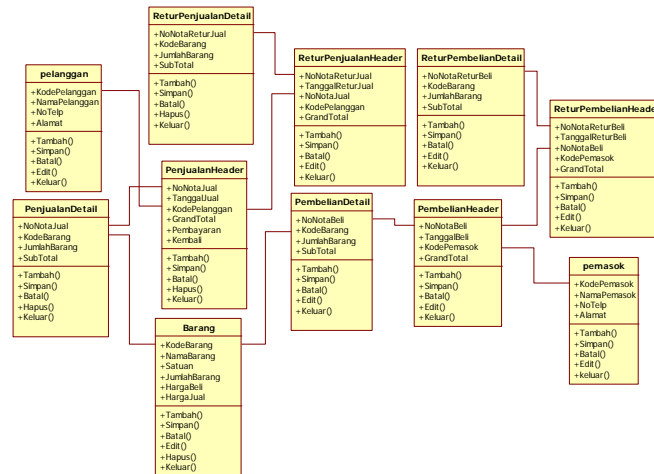 ReturPenjualanDetail
+NoNotaReturJual
+KodeBarang
+JumlahBarang
+SubTotal
+Tambah()
+Simpan()
+Batal()
+Hapus()
+Keluar()
ReturPenjualanHeader
+NoNotaReturJual
+TanggalReturJual
+NoNotaJual
+KodePelanggan
+GrandTotal
+Tambah()
+Simpan()
+Batal()
+Edit()
+Keluar()
ReturPembelianDetail
+NoNotaReturBeli
+KodeBarang
+JumlahBarang
+SubTotal
+Tambah()
+Simpan()
+Batal()
+Edit()
+Keluar()
ReturPembelianHeader
+NoNotaReturBeli
+TanggalReturBeli
+NoNotaBeli
+KodePemasok
+GrandTotal
+Tambah()
+Simpan()
+Batal()
+Edit()
+Keluar()
pelanggan
+KodePelanggan
+NamaPelanggan
+NoTelp
+Alamat
+Tambah()
+Simpan()
+Batal()
+Edit()
+Keluar()
PenjualanHeader
+NoNotaJual
+TanggalJual
+KodePelanggan
+GrandTotal
+Pembayaran
+Kembali
+Tambah()
+Simpan()
+Batal()
+Hapus()
+Keluar()
PenjualanDetail
+NoNotaJual
+KodeBarang
+JumlahBarang
+SubTotal
+Tambah()
+Simpan()
+Batal()
+Hapus()
+Keluar()
PembelianDetail
+NoNotaBeli
+KodeBarang
+JumlahBarang
+SubTotal
+Tambah()
+Simpan()
+Batal()
+Edit()
+Keluar()
PembelianHeader
+NoNotaBeli
+TanggalBeli
+KodePemasok
+GrandTotal
+Tambah()
+Simpan()
+Batal()
+Edit()
+Keluar()
pemasok
+KodePemasok
+NamaPemasok
+NoTelp
+Alamat
+Tambah()
+Simpan()
+Batal()
+Edit()
+keluar()
Barang
+KodeBarang
+NamaBarang
+Satuan
+JumlahBarang
+HargaBeli
+HargaJual
+Tambah()
+Simpan()
+Batal()
+Edit()
+Hapus()
+Keluar()